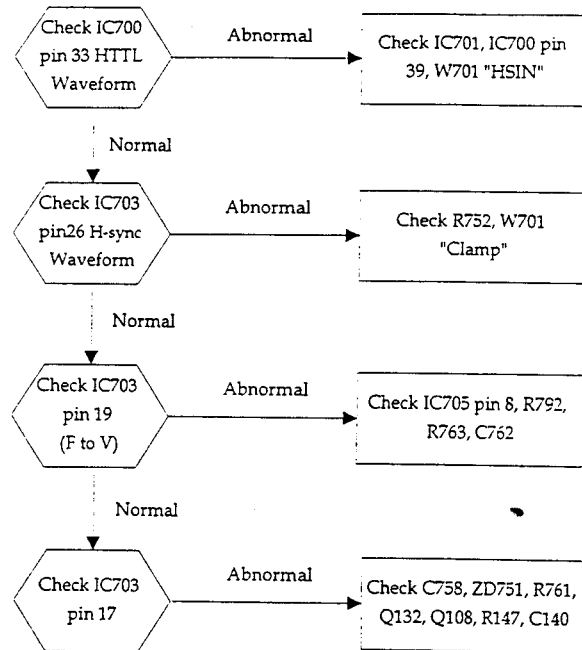 Check IC700
pin 33 HTTL
Waveform
Abnormal
Check IC701, IC700 pin
39, W701 "HSIN"
Normal
Check IC703
pin26 H-sync
Waveform
Abnormal
Check R752, W701
"Clamp"
Normal
Check IC703
pin 19
(F to V)
Abnormal
Check IC705 pin 8, R792,
R763, C762
Normal
Check IC703
pin 17
Abnormal
Check C758, ZD751, R761,
Q132, Q108, R147, C140